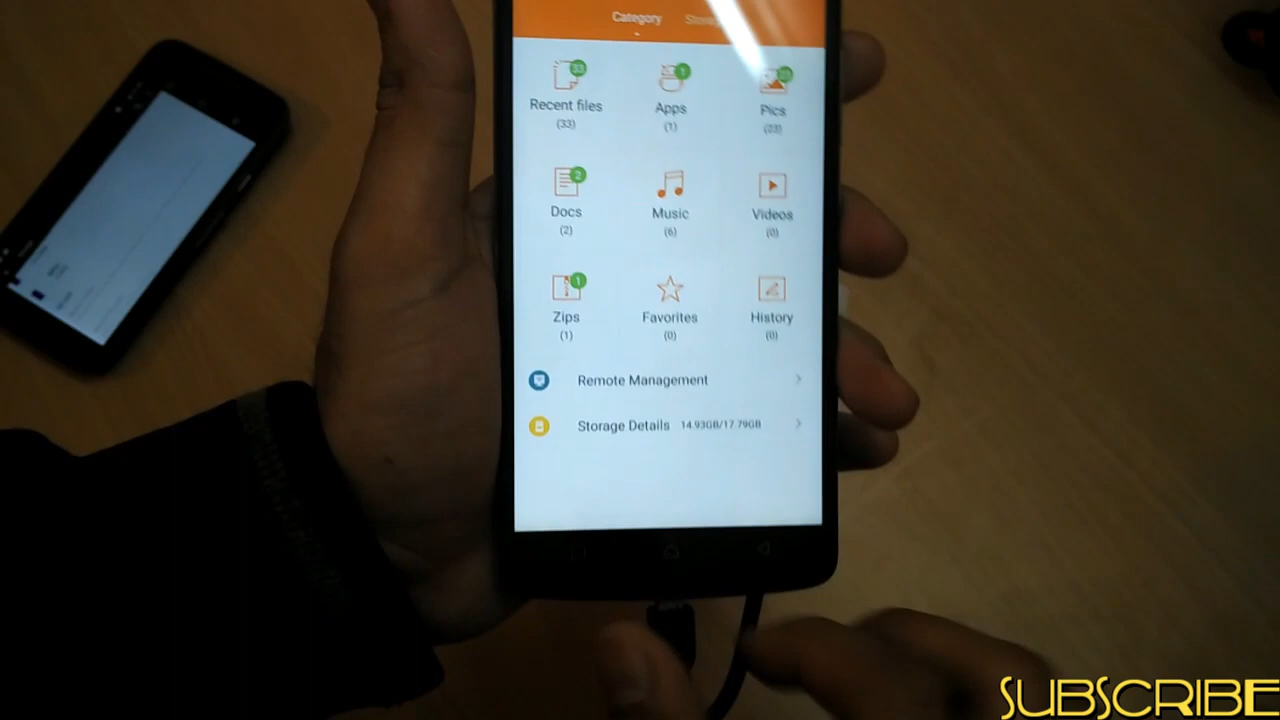 Category
Recent files
(33)
Apps
(1)
Pics
(23)
33
1
23
Docs
(2)
2
Music
(6)
Videos
(0)
Zips
(1)
1
Favorites
(0)
History
(0)
Remote Management
Storage Details 14.93GB/17.79GB
SUBSCRIBE